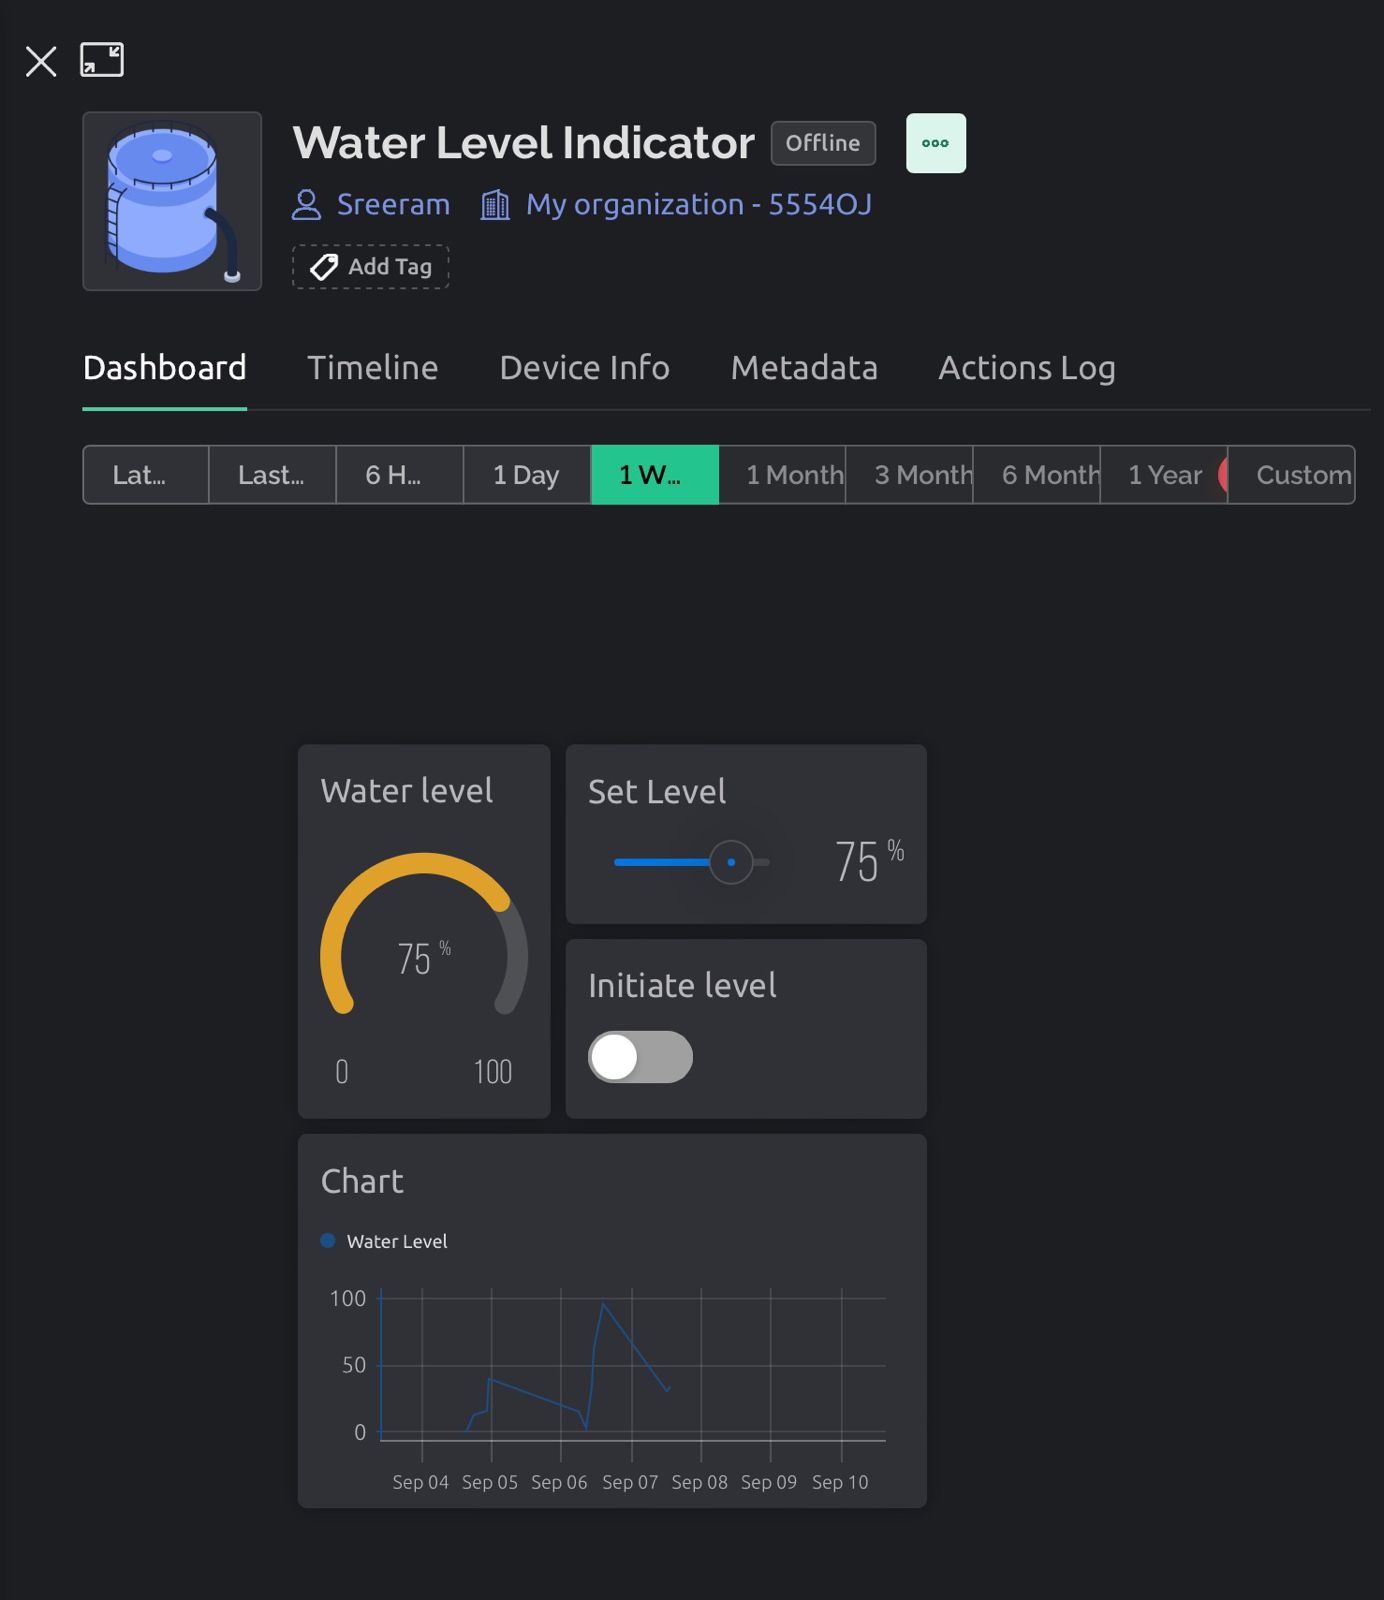 Water Level Indicator Offline
Sreeram My organization - 5554OJ
Add Tag
Dashboard Timeline Device Info Metadata Actions Log
Lat... Last... 6 H... 1 Day 1 W... 1 Month 3 Month 6 Month 1 Year Custom
Water level
75 %
0 100
Set Level
75 %
Initiate level
Chart
Water Level
100
50
0
Sep 04 Sep 05 Sep 06 Sep 07 Sep 08 Sep 09 Sep 10